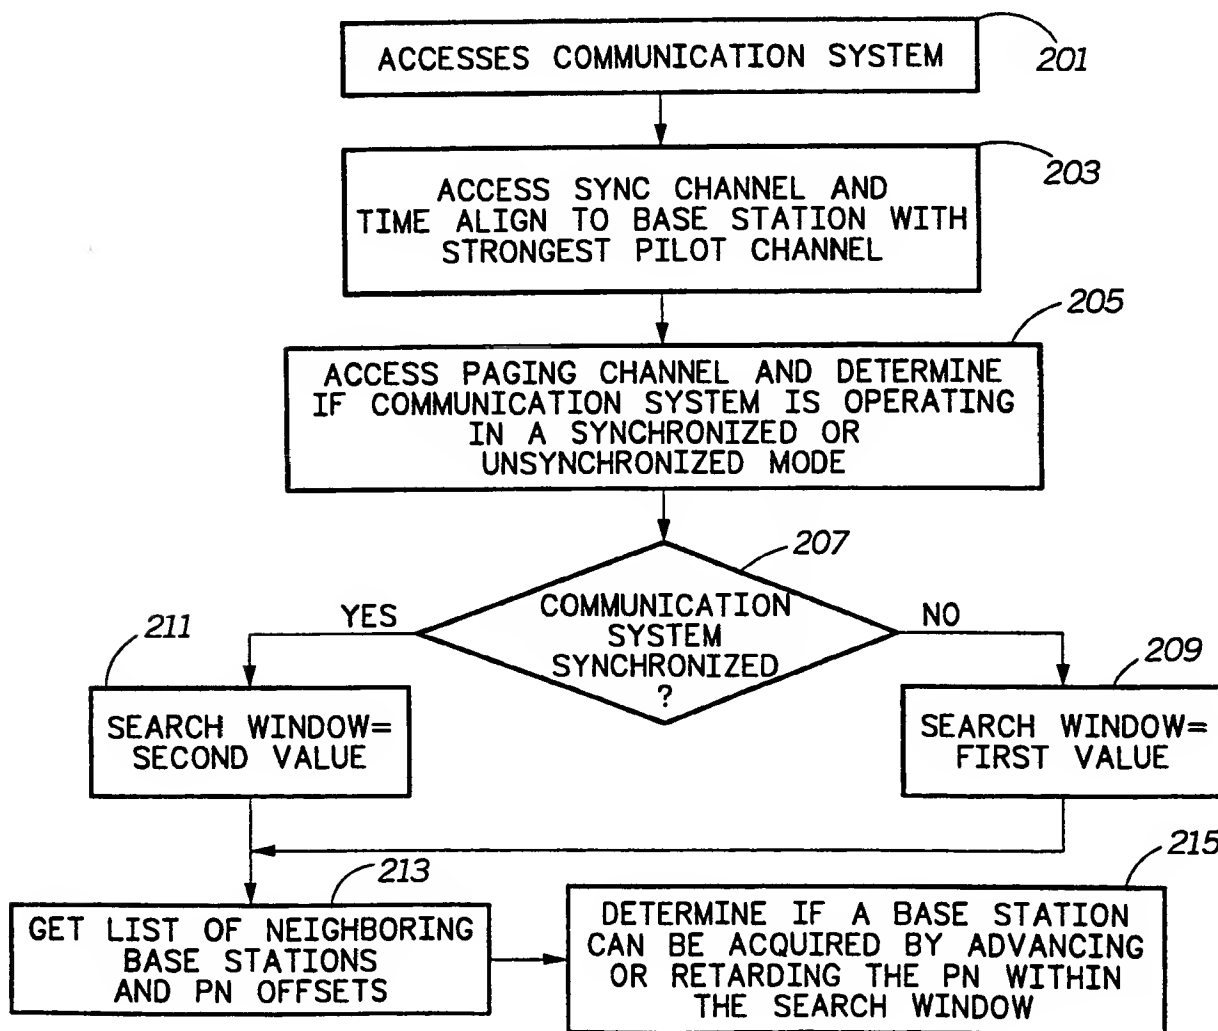 ACCESSES COMMUNICATION SYSTEM
201
ACCESS SYNC CHANNEL AND
TIME ALIGN TO BASE STATION WITH
STRONGEST PILOT CHANNEL
203
205
ACCESS PAGING CHANNEL AND DETERMINE
IF COMMUNICATION SYSTEM IS OPERATING
IN A SYNCHRONIZED OR
UNSYNCHRONIZED MODE
207
COMMUNICATION
SYSTEM
SYNCHRONIZED
?
YES
NO
211
SEARCH WINDOW=
SECOND VALUE
209
SEARCH WINDOW=
FIRST VALUE
213
GET LIST OF NEIGHBORING
BASE STATIONS
AND PN OFFSETS
215
DETERMINE IF A BASE STATION
CAN BE ACQUIRED BY ADVANCING
OR RETARDING THE PN WITHIN
THE SEARCH WINDOW